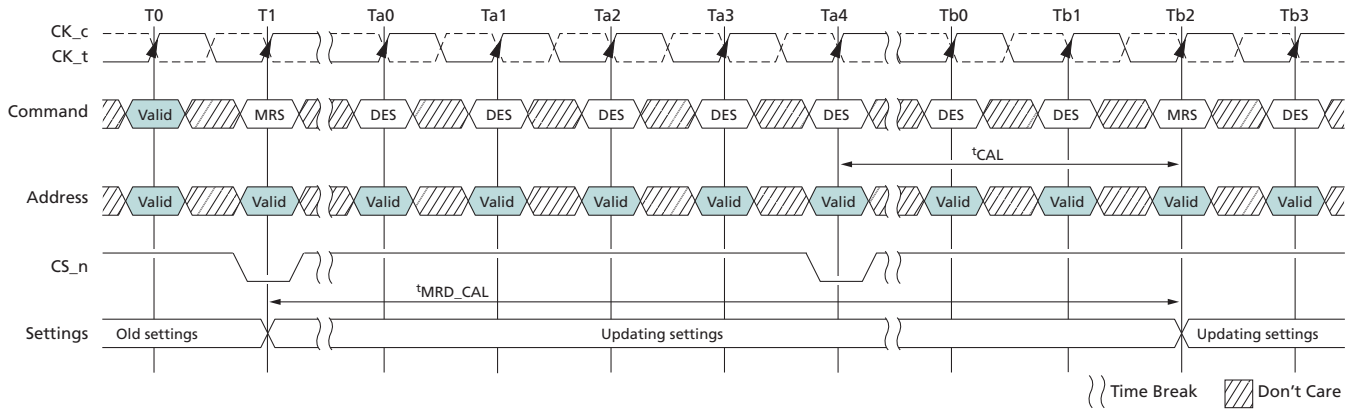 T0 T1 Ta0 Ta1 Ta2 Ta3 Ta4 Tb0 Tb1 Tb2 Tb3
CK_c
CK_t
Command Valid MRS DES DES DES DES DES DES DES MRS DES
tCAL
Address Valid Valid Valid Valid Valid Valid Valid Valid Valid Valid Valid
CS_n
tMRD_CAL
Settings Old settings Updating settings Updating settings
Time Break Don't Care